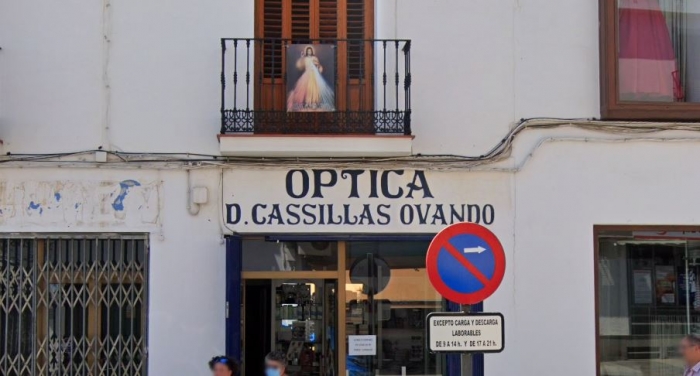 OPTICA
D. CASSILLAS OVANDO
EXCEPTO CARGA Y DESCARGA
LABORABLES
DE 9 A 14 h. Y DE 17 A 21 h.